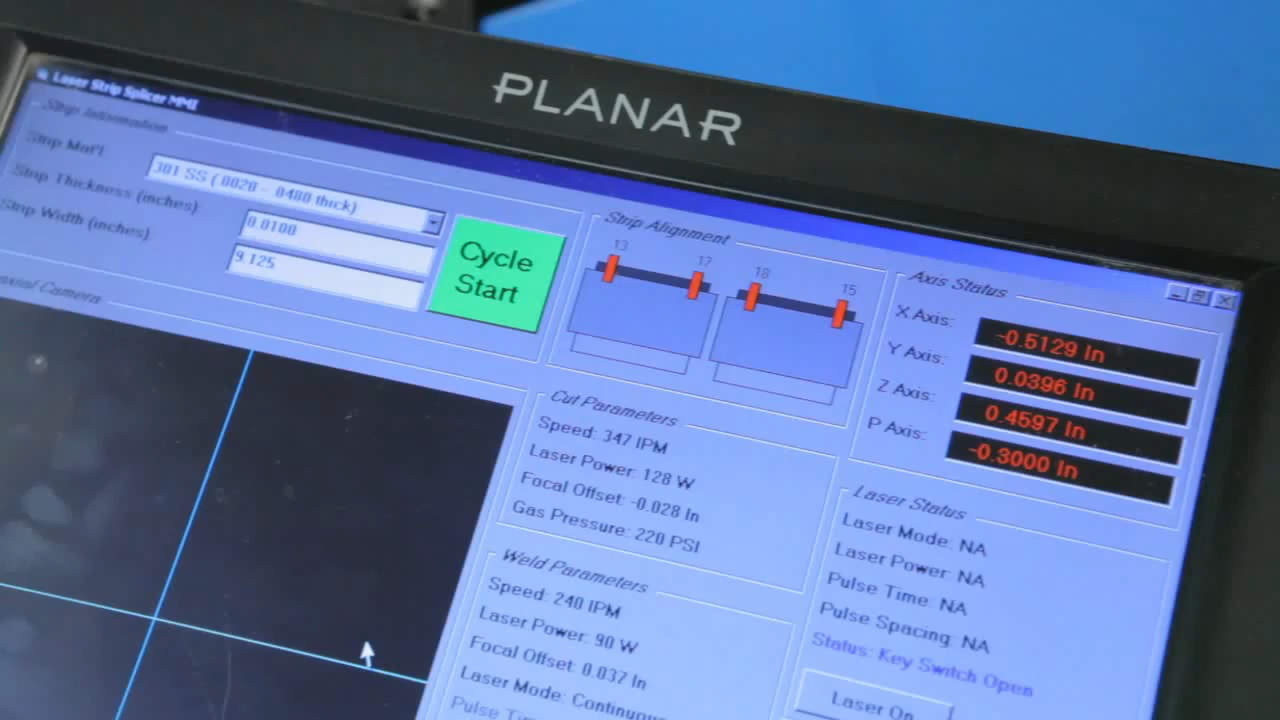 PLANAR
Laser Strip Splicer MMI
Strip Information
Strip Mat'l
301 SS (.0020 - .0480 thick)
Strip Thickness (inches):
0.0100
Strip Width (inches):
9.125
Cycle
Start
Camera
Strip Alignment
13 17 18 15
Cut Parameters
Speed: 347 IPM
Laser Power: 128 W
Focal Offset: -0.028 In
Gas Pressure: 220 PSI
Weld Parameters
Speed: 240 IPM
Laser Power: 90 W
Focal Offset: 0.037 In
Laser Mode: Continuous
Pulse
Axis Status
X Axis: -0.5129 In
Y Axis: 0.0396 In
Z Axis: 0.4597 In
P Axis: -0.3000 In
Laser Status
Laser Mode: NA
Laser Power: NA
Pulse Time: NA
Pulse Spacing: NA
Status: Key Switch Open
Laser On